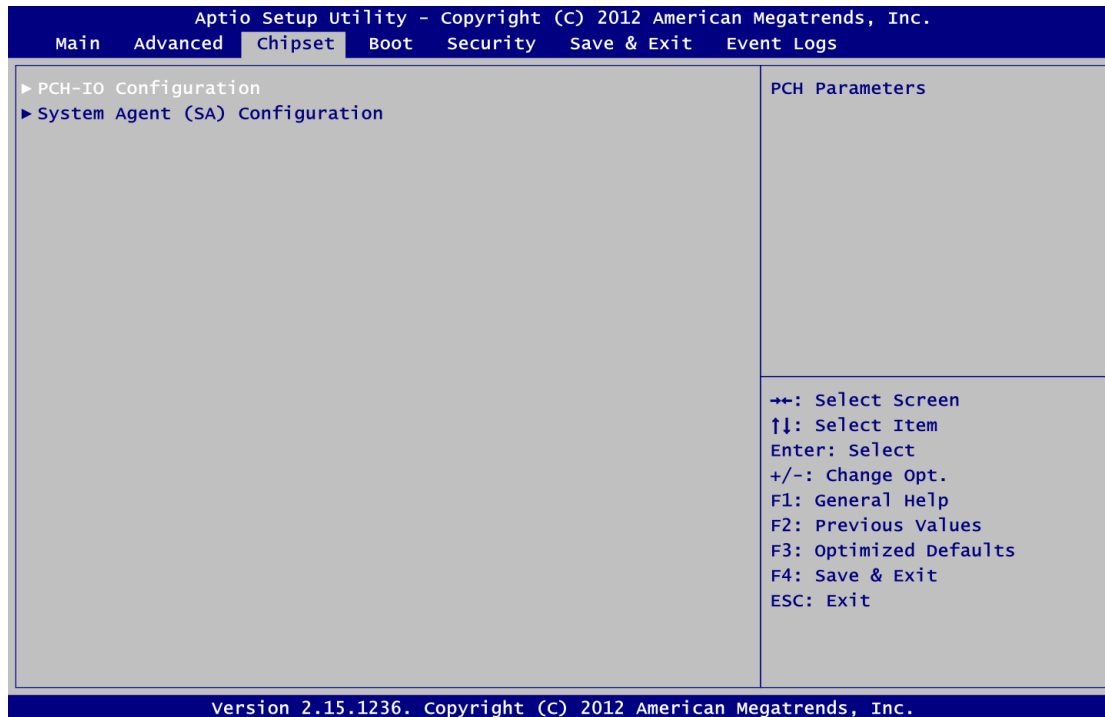 Aptio Setup Utility - Copyright (C) 2012 American Megatrends, Inc.
Main Advanced Chipset Boot Security Save & Exit Event Logs
► PCH-IO Configuration
► System Agent (SA) Configuration
PCH Parameters
→←: Select Screen
↑↓: Select Item
Enter: Select
+/-: Change Opt.
F1: General Help
F2: Previous Values
F3: Optimized Defaults
F4: Save & Exit
ESC: Exit
Version 2.15.1236. Copyright (C) 2012 American Megatrends, Inc.